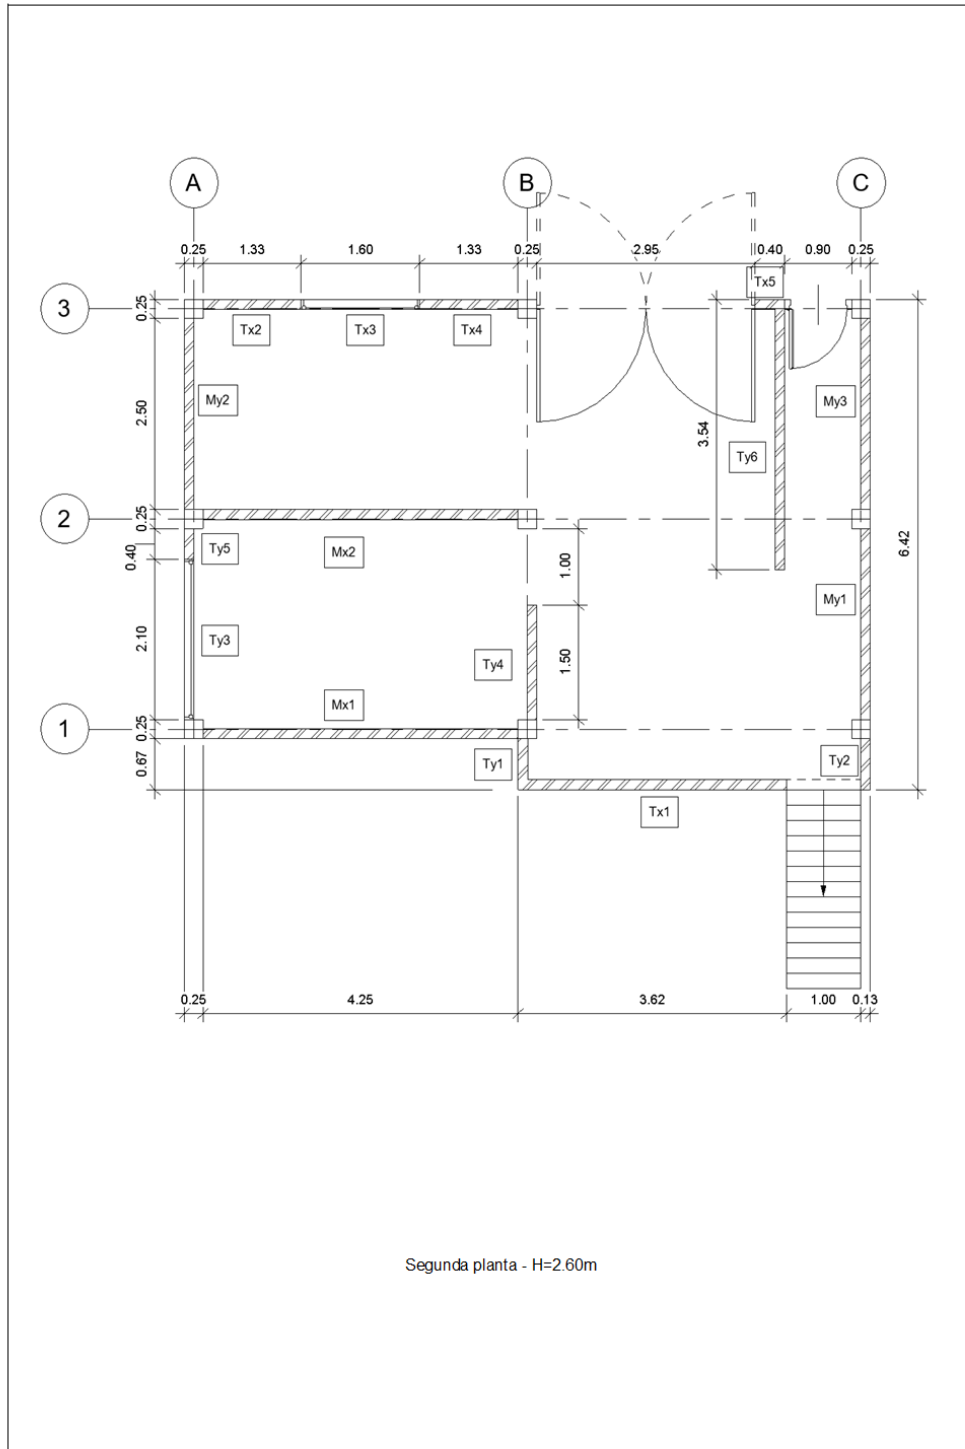 A B C
0.25 1.33 1.60 1.33 0.25 2.95 0.40 0.90 0.25
Tx5
3
0.25
Tx2 Tx3 Tx4
My2 My3
2.50
3.54
Ty6
2
0.25
6.42
0.40
Ty5 Mx2
1.00
My1
2.10
Ty3
Ty4
1.50
Mx1
1
0.25
0.67
Ty1 Ty2
Tx1
0.25 4.25 3.62 1.00 0.13
Segunda planta - H=2.60m